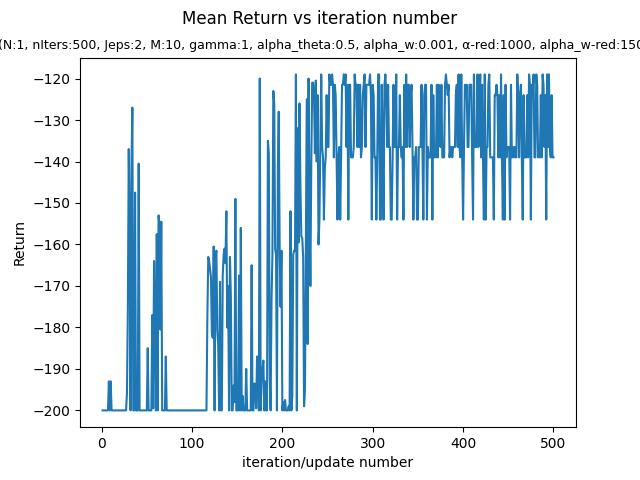 Mean Return vs iteration number
(N:1, nIters:500, Jeps:2, M:10, gamma:1, alpha_theta:0.5, alpha_w:0.001, α-red:1000, alpha_w-red:150
−120
−130
−140
−150
−160
−170
−180
−190
−200
Return
0 100 200 300 400 500
iteration/update number